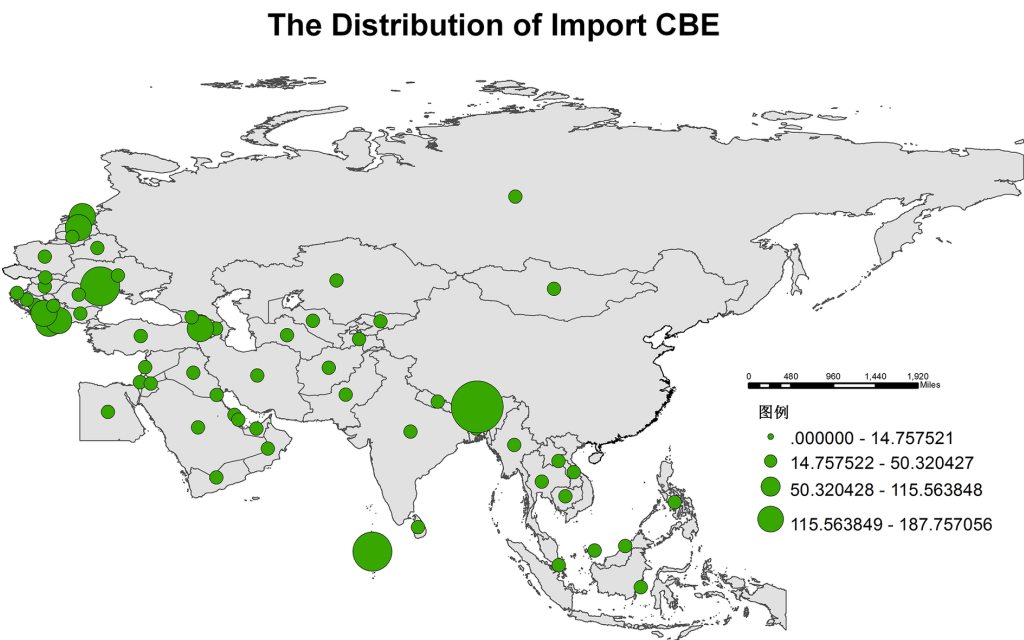 The Distribution of Import CBE
0 480 960 1,440 1,920
Miles
图例
.000000 - 14.757521
14.757522 - 50.320427
50.320428 - 115.563848
115.563849 - 187.757056